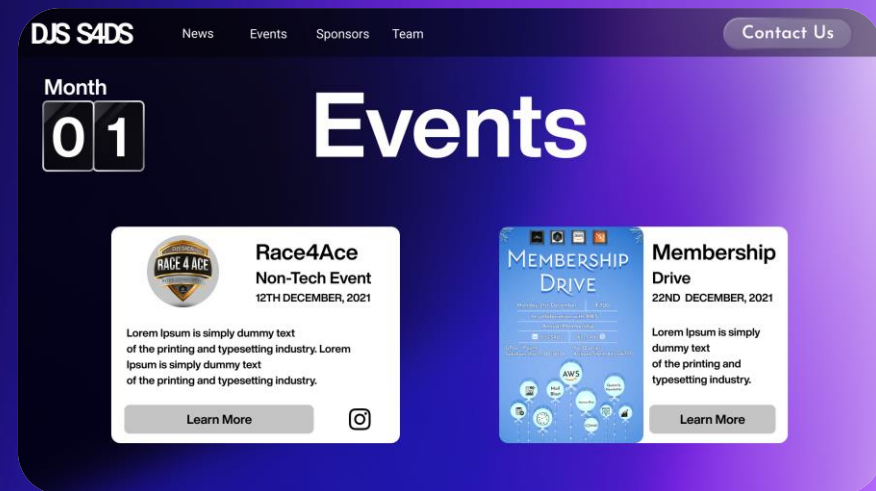 DJS S4DS
News
Events
Sponsors
Team
Contact Us
Month
01
Events
RACE 4 ACE
Race4Ace
Non-Tech Event
12TH DECEMBER, 2021
Lorem Ipsum is simply dummy text
of the printing and typesetting industry. Lorem
Ipsum is simply dummy text
of the printing and typesetting industry.
Learn More
MEMBERSHIP
DRIVE
AWS
Membership
Drive
22ND DECEMBER, 2021
Lorem Ipsum is simply
dummy text
of the printing and
typesetting industry.
Learn More